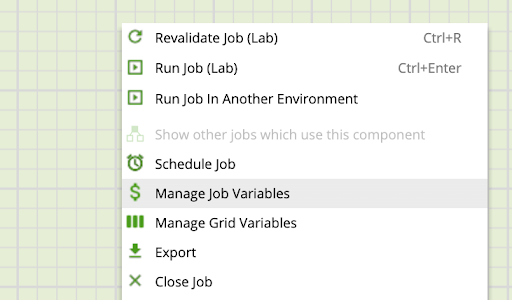 Revalidate Job (Lab) Ctrl+R
Run Job (Lab) Ctrl+Enter
Run Job In Another Environment
Show other jobs which use this component
Schedule Job
$ Manage Job Variables
Manage Grid Variables
Export
Close Job